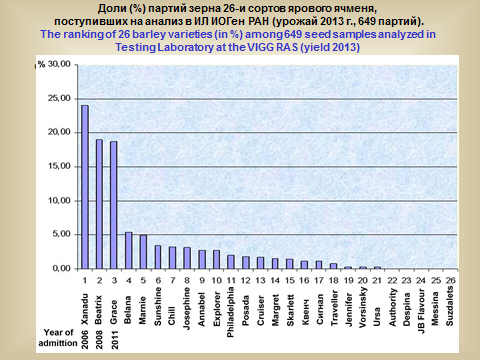 Доли (%) партий зерна 26-и сортов ярового ячменя,
поступивших на анализ в ИЛ ИОГен РАН (урожай 2013 г., 649 партий).
The ranking of 26 barley varieties (in %) among 649 seed samples analyzed in
Testing Laboratory at the VIGG RAS (yield 2013)
% 30,00
25,00
20,00
15,00
10,00
5,00
0,00
1 2 3 4 5 6 7 8 9 10 11 12 13 14 15 16 17 18 19 20 21 22 23 24 25 26
2006 Xanadu
2008 Beatrix
2011 Grace
Belana
Marnie
Sunshine
Chill
Josephine
Annabel
Explorer
Philadelphia
Posada
Cruiser
Margret
Skarlett
Квенч
Сигнал
Traveller
Jennifer
Vorsinsky
Ursa
Authority
Despina
JB Flavour
Messina
Suzdalets
Year of
admittion